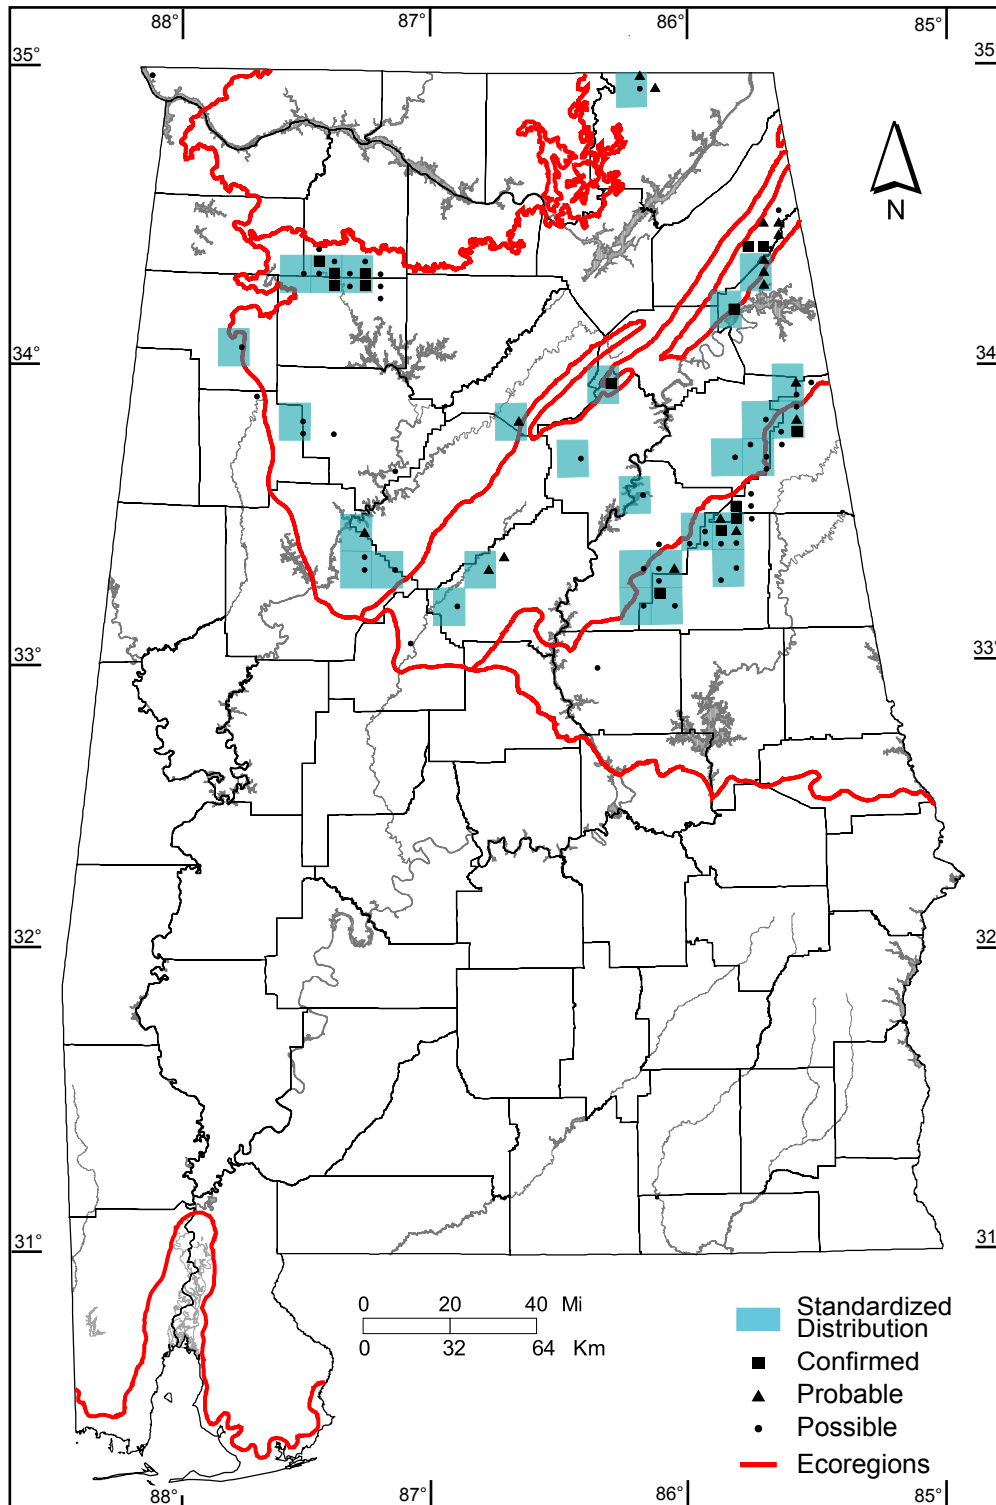 88° 87° 86° 85°
35° 35°
N
34° 34
33° 33
32° 32
31° 31
0 20 40 Mi
0 32 64 Km
Standardized
Distribution
Confirmed
Probable
Possible
Ecoregions
88° 87° 86° 85°